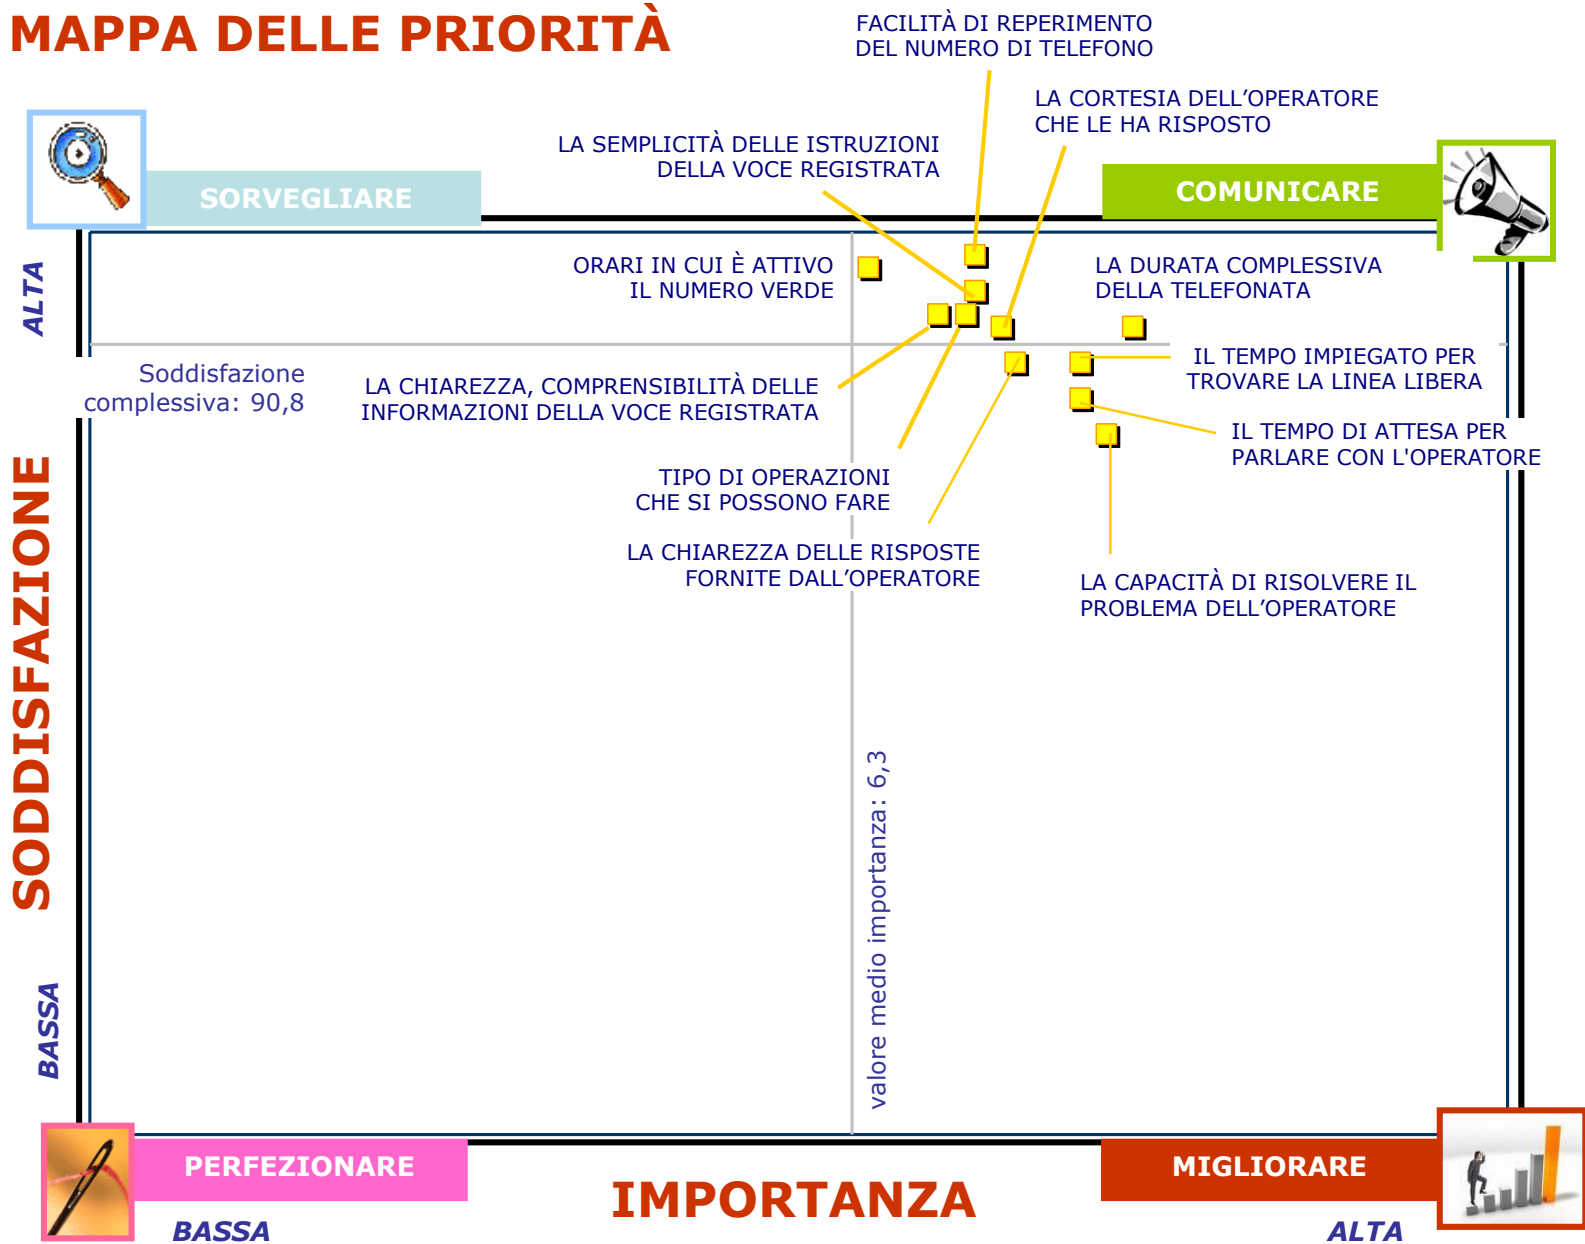 MAPPA DELLE PRIORITÀ
FACILITÀ DI REPERIMENTO
DEL NUMERO DI TELEFONO
LA CORTESIA DELL’OPERATORE
CHE LE HA RISPOSTO
LA SEMPLICITÀ DELLE ISTRUZIONI
DELLA VOCE REGISTRATA
SORVEGLIARE
COMUNICARE
ALTA
ORARI IN CUI È ATTIVO
IL NUMERO VERDE
LA DURATA COMPLESSIVA
DELLA TELEFONATA
Soddisfazione
complessiva: 90,8
LA CHIAREZZA, COMPRENSIBILITÀ DELLE
INFORMAZIONI DELLA VOCE REGISTRATA
IL TEMPO IMPIEGATO PER
TROVARE LA LINEA LIBERA
IL TEMPO DI ATTESA PER
PARLARE CON L'OPERATORE
TIPO DI OPERAZIONI
CHE SI POSSONO FARE
LA CHIAREZZA DELLE RISPOSTE
FORNITE DALL’OPERATORE
LA CAPACITÀ DI RISOLVERE IL
PROBLEMA DELL’OPERATORE
SODDISFAZIONE
valore medio importanza: 6,3
BASSA
PERFEZIONARE
MIGLIORARE
IMPORTANZA
BASSA
ALTA